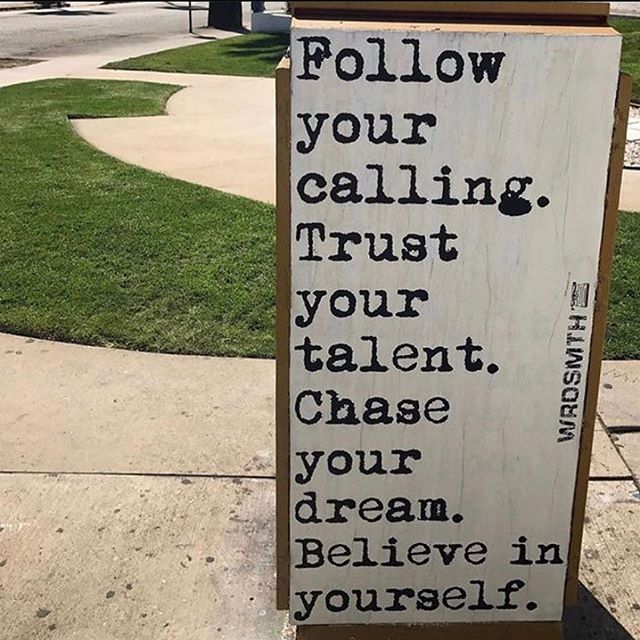 Follow
your
calling.
Trust
your
talent.
Chase
your
dream.
Believe in
yourself.
WRDSMTH